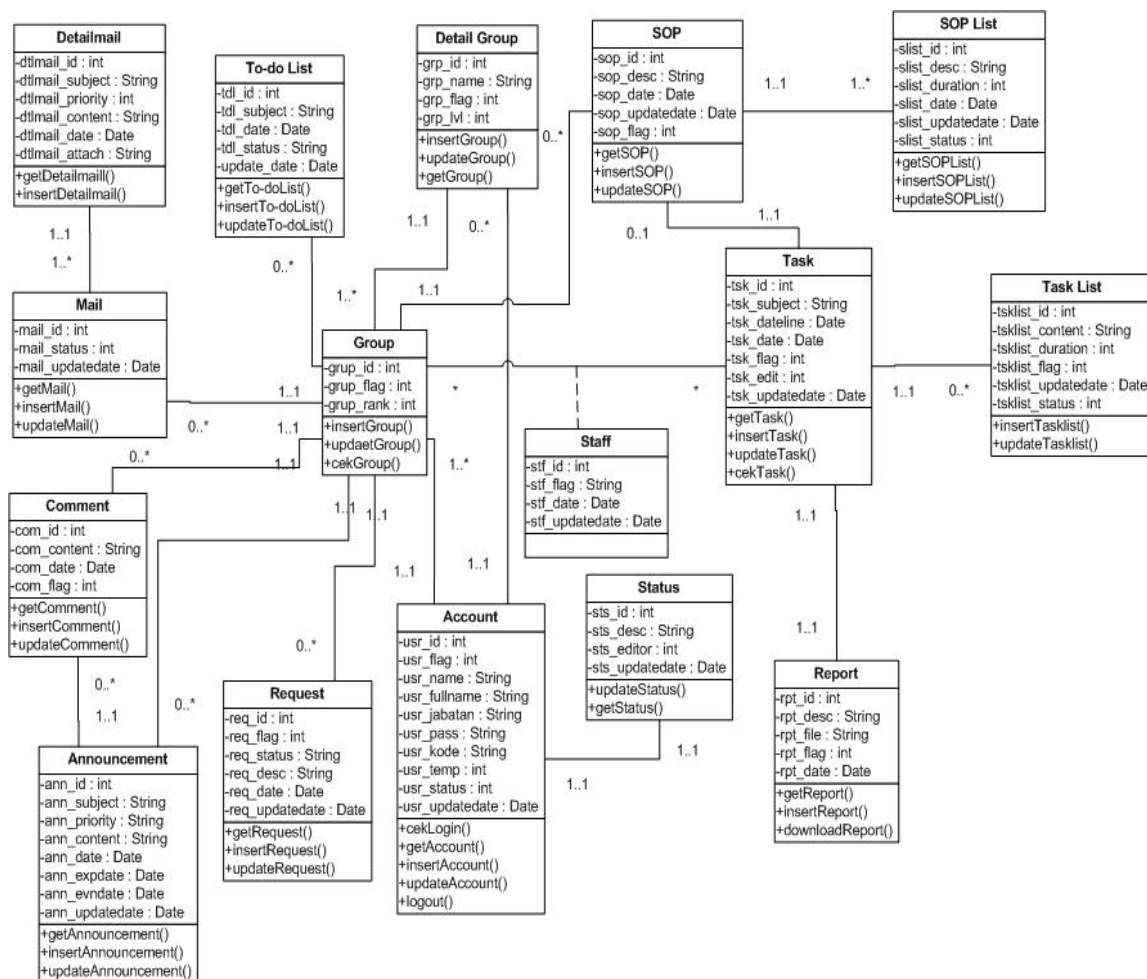 Detailmail
-dtlmail_id : int
-dtlmail_subject : String
-dtlmail_priority : int
-dtlmail_content : String
-dtlmail_date : Date
-dtlmail_attach : String
+getDetailmaill()
+insertDetailmail()
To-do List
-tdl_id : int
-tdl_subject : String
-tdl_date : Date
-tdl_status : String
-update_date : Date
+getTo-doList()
+insertTo-doList()
+updateTo-doList()
Detail Group
-grp_id : int
-grp_name : String
-grp_flag : int
-grp_lvl : int
+insertGroup()
+updateGroup()
+getGroup()
SOP
-sop_id : int
-sop_desc : String
-sop_date : Date
-sop_updatedate : Date
-sop_flag : int
+getSOP()
+insertSOP()
+updateSOP()
SOP List
-slist_id : int
-slist_desc : String
-slist_duration : int
-slist_date : Date
-slist_updatedate : Date
-slist_status : int
+getSOPList()
+insertSOPList()
+updateSOPList()
1..1
1..*
0..*
1..1
1..*
0..*
1..1
0..*
0..1
1..1
1..*
1..1
Mail
-mail_id : int
-mail_status : int
-mail_updatedate : Date
+getMail()
+insertMail()
+updateMail()
Group
-grup_id : int
-grup_flag : int
-grup_rank : int
+insertGroup()
+updaetGroup()
+cekGroup()
Task
-tsk_id : int
-tsk_subject : String
-tsk_dateline : Date
-tsk_date : Date
-tsk_flag : int
-tsk_edit : int
-tsk_updatedate : Date
+getTask()
+insertTask()
+updateTask()
+cekTask()
Task List
-tsklist_id : int
-tsklist_content : String
-tsklist_duration : int
-tsklist_flag : int
-tsklist_updatedate : Date
-tsklist_status : int
+insertTasklist()
+updateTasklist()
1..1
0..*
*
*
1..1
0..*
1..1
0..*
1..1
1..*
1..1
1..1
Staff
-stf_id : int
-stf_flag : String
-stf_date : Date
-stf_updatedate : Date
Comment
-com_id : int
-com_content : String
-com_date : Date
-com_flag : int
+getComment()
+insertComment()
+updateComment()
1..1
1..1
1..1
1..1
0..*
0..*
1..1
0..*
Request
-req_id : int
-req_flag : int
-req_status : String
-req_desc : String
-req_date : Date
-req_updatedate : Date
+getRequest()
+insertRequest()
+updateRequest()
Account
-usr_id : int
-usr_flag : int
-usr_name : String
-usr_fullname : String
-usr_jabatan : String
-usr_pass : String
-usr_kode : String
-usr_temp : int
-usr_status : int
-usr_updatedate : Date
+cekLogin()
+getAccount()
+insertAccount()
+updateAccount()
+logout()
Status
-sts_id : int
-sts_desc : String
-sts_editor : int
-sts_updatedate : Date
+updateStatus()
+getStatus()
1..1
1..1
Report
-rpt_id : int
-rpt_desc : String
-rpt_file : String
-rpt_flag : int
-rpt_date : Date
+getReport()
+insertReport()
+downloadReport()
Announcement
-ann_id : int
-ann_subject : String
-ann_priority : String
-ann_content : String
-ann_date : Date
-ann_expdate : Date
-ann_evndate : Date
-ann_updatedate : Date
+getAnnouncement()
+insertAnnouncement()
+updateAnnouncement()